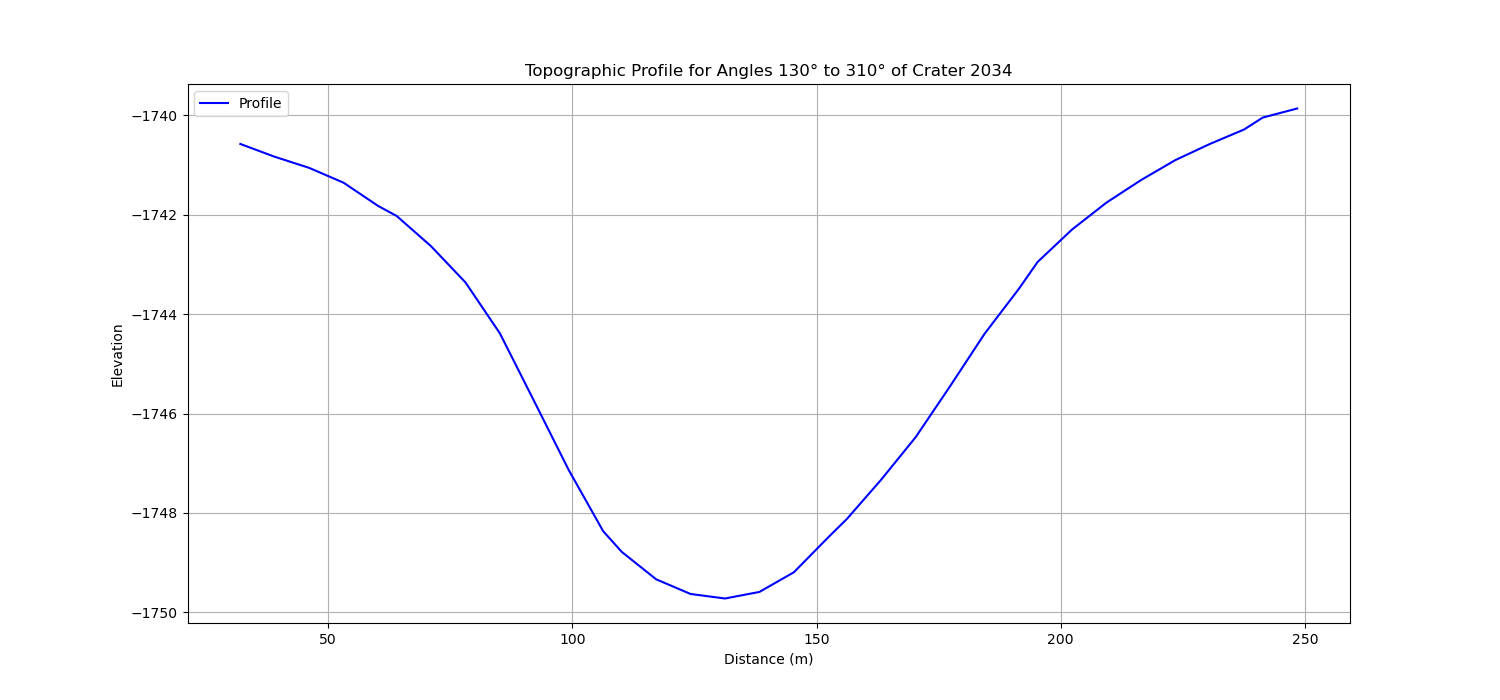 Topographic Profile for Angles 130° to 310° of Crater 2034
Profile
−1740
−1742
−1744
−1746
−1748
−1750
Elevation
50
100
150
200
250
Distance (m)